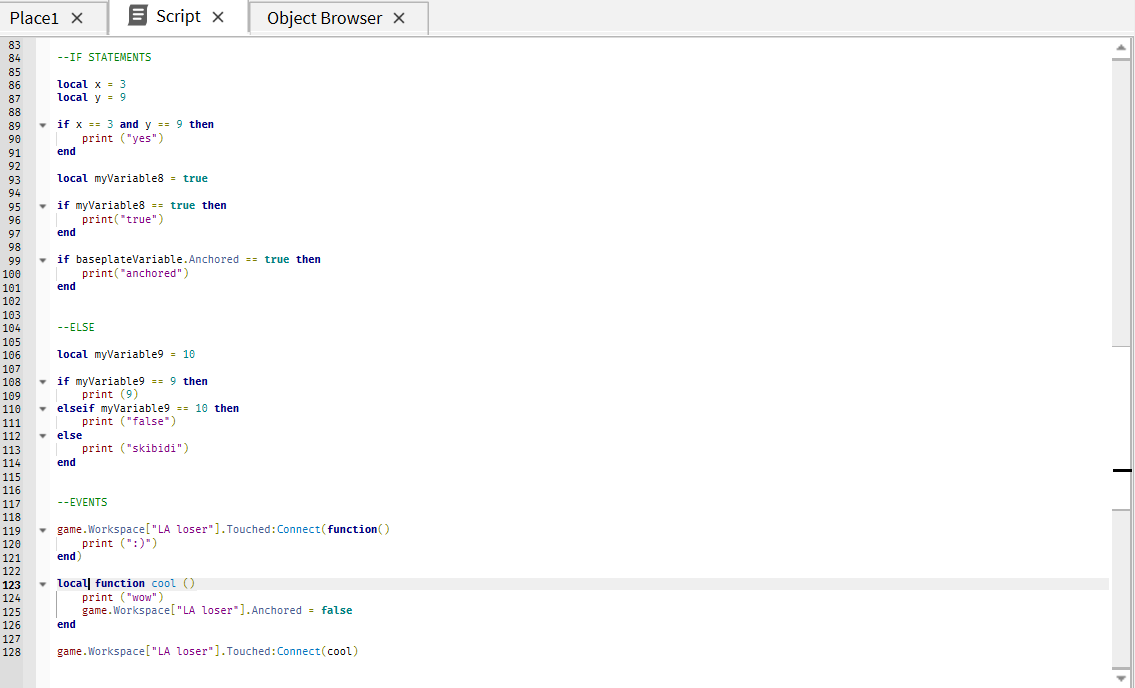 Place1 ✕ Script ✕ Object Browser ✕
83
84 --IF STATEMENTS
85
86 local x = 3
87 local y = 9
88
89 if x == 3 and y == 9 then
90 print ("yes")
91 end
92
93 local myVariable8 = true
94
95 if myVariable8 == true then
96 print("true")
97 end
98
99 if baseplateVariable.Anchored == true then
100 print("anchored")
101 end
102
103
104 --ELSE
105
106 local myVariable9 = 10
107
108 if myVariable9 == 9 then
109 print (9)
110 elseif myVariable9 == 10 then
111 print ("false")
112 else
113 print ("skibidi")
114 end
115
116
117 --EVENTS
118
119 game.Workspace["LA loser"].Touched:Connect(function()
120 print (":)")
121 end)
122
123 local function cool ()
124 print ("wow")
125 game.Workspace["LA loser"].Anchored = false
126 end
127
128 game.Workspace["LA loser"].Touched:Connect(cool)